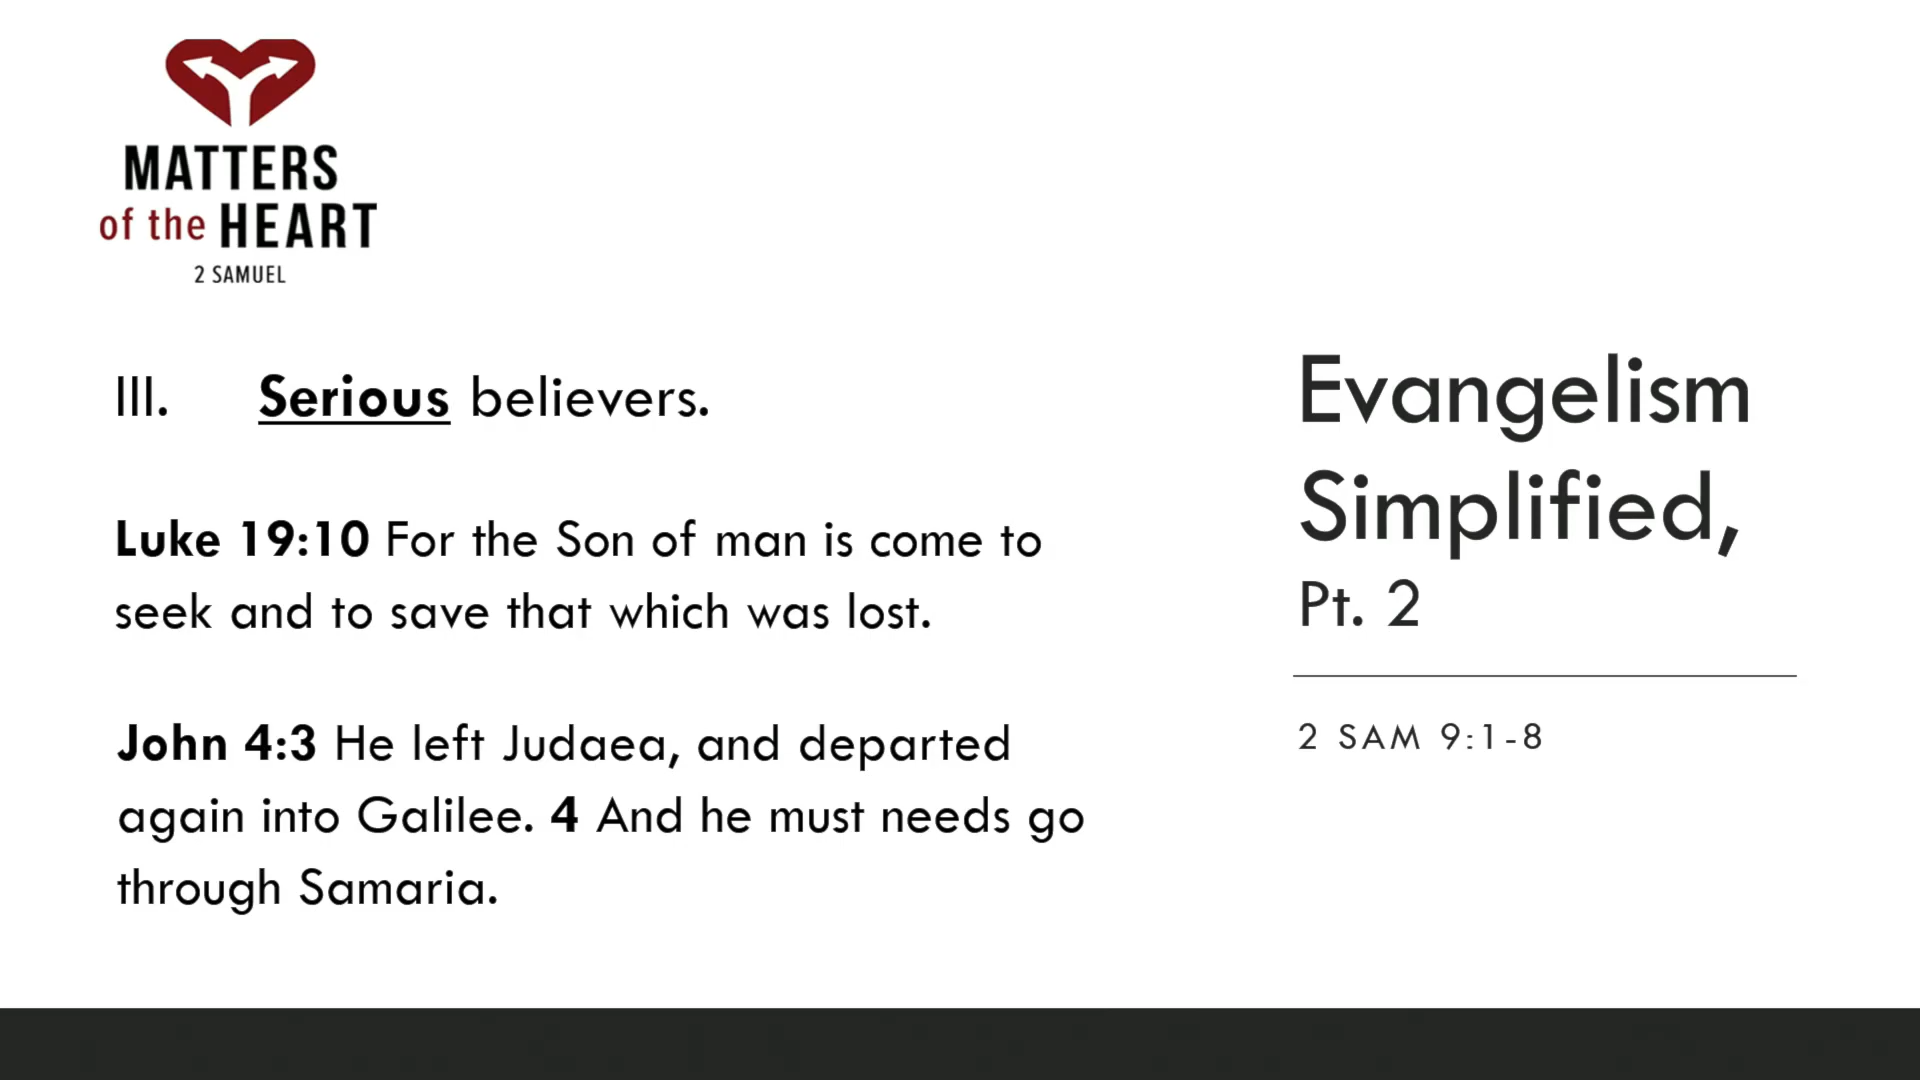 MATTERS
of the HEART
2 SAMUEL
III. Serious believers.
Luke 19:10 For the Son of man is come to
seek and to save that which was lost.
John 4:3 He left Judaea, and departed
again into Galilee. 4 And he must needs go
through Samaria.
Evangelism
Simplified,
Pt. 2
2 SAM 9:1-8